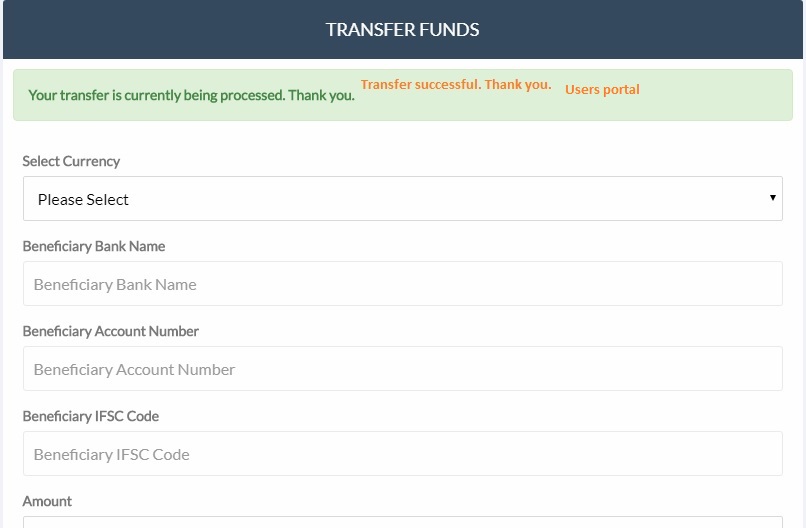 TRANSFER FUNDS
Your transfer is currently being processed. Thank you. Transfer successful. Thank you. Users portal
Select Currency
Please Select
Beneficiary Bank Name
Beneficiary Bank Name
Beneficiary Account Number
Beneficiary Account Number
Beneficiary IFSC Code
Beneficiary IFSC Code
Amount